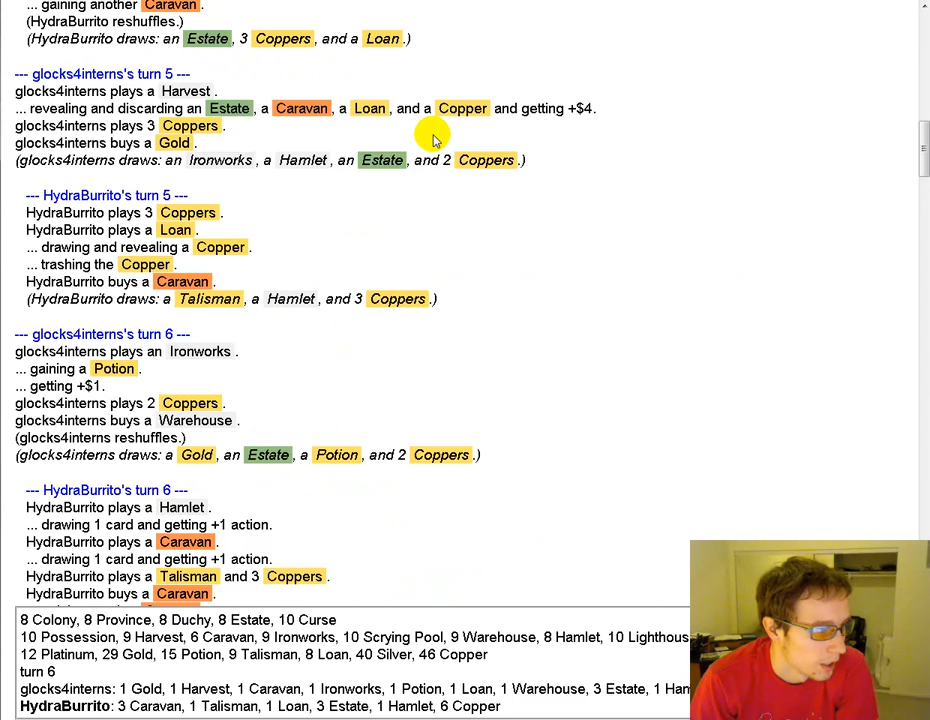 ... gaining another Caravan.
(HydraBurrito reshuffles.)
(HydraBurrito draws: an Estate, 3 Coppers, and a Loan.)
--- glocks4interns's turn 5 ---
glocks4interns plays a Harvest.
... revealing and discarding an Estate, a Caravan, a Loan, and a Copper and getting +$4.
glocks4interns plays 3 Coppers.
glocks4interns buys a Gold.
(glocks4interns draws: an Ironworks, a Hamlet, an Estate, and 2 Coppers.)
--- HydraBurrito's turn 5 ---
HydraBurrito plays 3 Coppers.
HydraBurrito plays a Loan.
... drawing and revealing a Copper.
... trashing the Copper.
HydraBurrito buys a Caravan.
(HydraBurrito draws: a Talisman, a Hamlet, and 3 Coppers.)
--- glocks4interns's turn 6 ---
glocks4interns plays an Ironworks.
... gaining a Potion.
... getting +$1.
glocks4interns plays 2 Coppers.
glocks4interns buys a Warehouse.
(glocks4interns reshuffles.)
(glocks4interns draws: a Gold, an Estate, a Potion, and 2 Coppers.)
--- HydraBurrito's turn 6 ---
HydraBurrito plays a Hamlet.
... drawing 1 card and getting +1 action.
HydraBurrito plays a Caravan.
... drawing 1 card and getting +1 action.
HydraBurrito plays a Talisman and 3 Coppers.
HydraBurrito buys a Caravan.
8 Colony, 8 Province, 8 Duchy, 8 Estate, 10 Curse
10 Possession, 9 Harvest, 6 Caravan, 9 Ironworks, 10 Scrying Pool, 9 Warehouse, 8 Hamlet, 10 Lighthous
12 Platinum, 29 Gold, 15 Potion, 9 Talisman, 8 Loan, 40 Silver, 46 Copper
turn 6
glocks4interns: 1 Gold, 1 Harvest, 1 Caravan, 1 Ironworks, 1 Potion, 1 Loan, 1 Warehouse, 3 Estate, 1 Ham
HydraBurrito: 3 Caravan, 1 Talisman, 1 Loan, 3 Estate, 1 Hamlet, 6 Copper